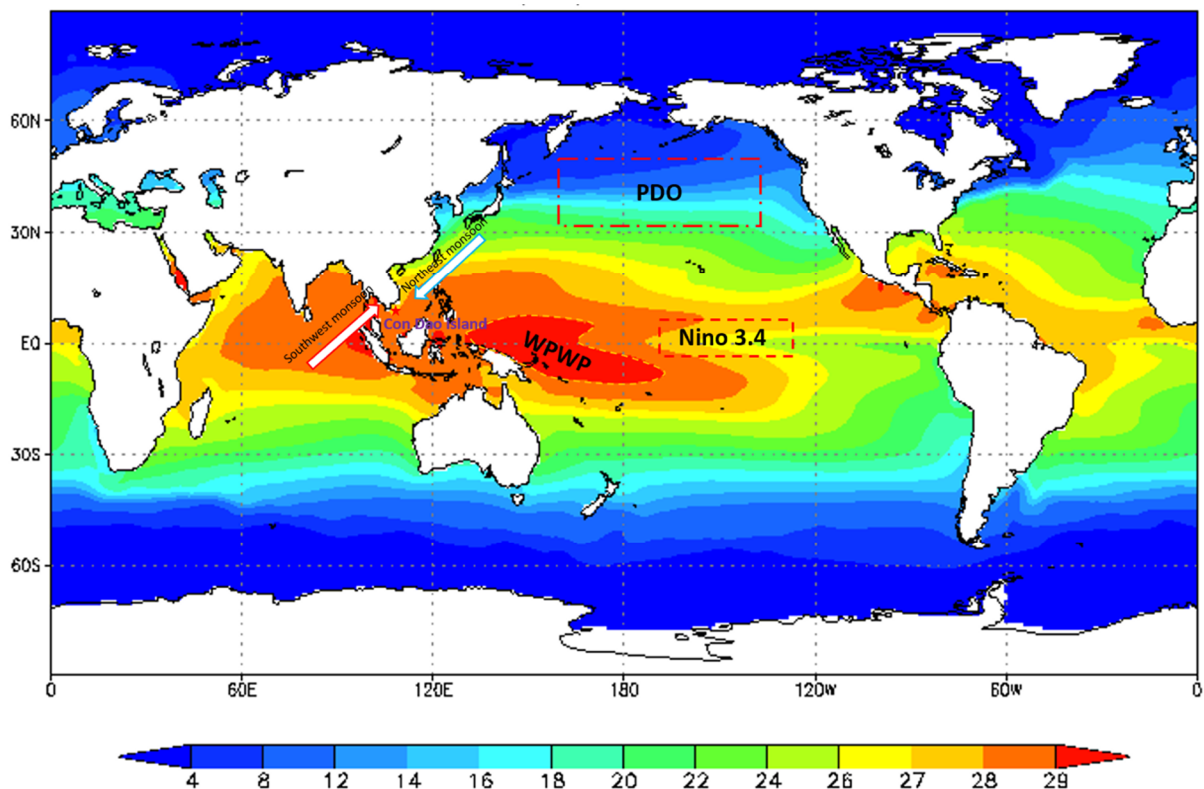 60N
PDO
30N
Northeast monsoon
Southwest monsoon
Con Dao Island
WPWP
Nino 3.4
EQ
30S
60S
0 60E 120E 180 120W 60W 0
4 8 12 14 16 18 20 22 24 26 27 28 29